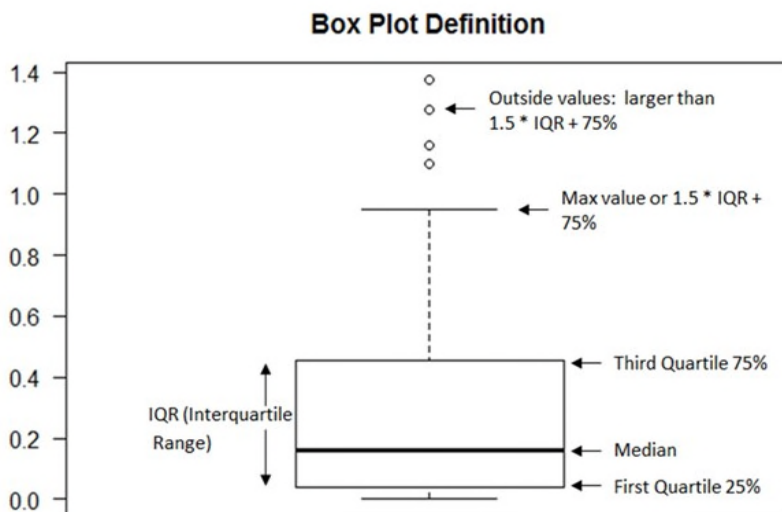 Box Plot Definition
1.4
1.2
1.0
0.8
0.6
0.4
0.2
0.0
Outside values: larger than
1.5 * IQR + 75%
Max value or 1.5 * IQR +
75%
Third Quartile 75%
IQR (Interquartile
Range)
Median
First Quartile 25%